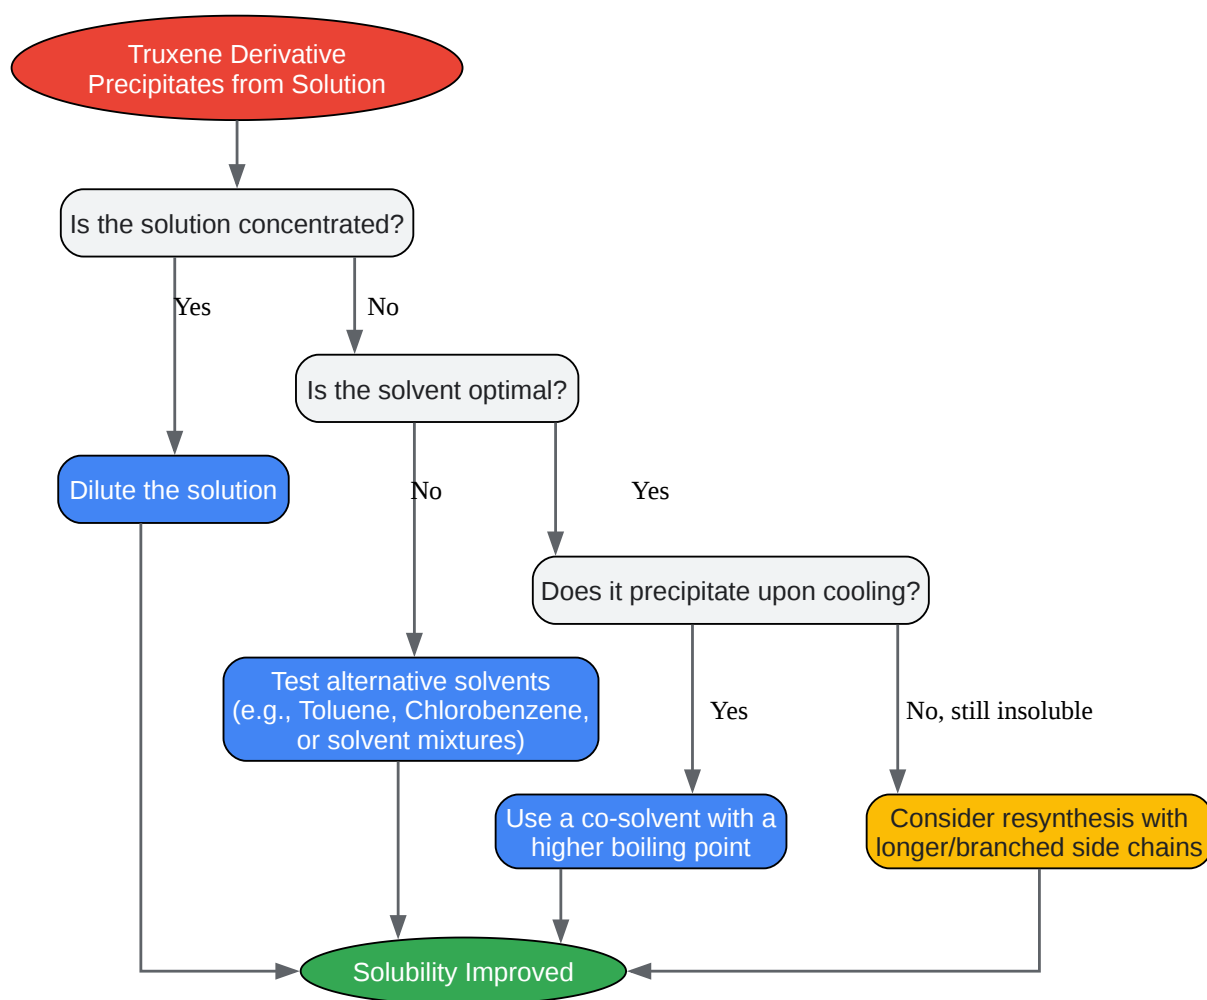 Truxene Derivative
Precipitates from Solution
Is the solution concentrated?
Yes
No
Is the solvent optimal?
Dilute the solution
No
Yes
Does it precipitate upon cooling?
Test alternative solvents
(e.g., Toluene, Chlorobenzene,
or solvent mixtures)
Yes
No, still insoluble
Use a co-solvent with a
higher boiling point
Consider resynthesis with
longer/branched side chains
Solubility Improved